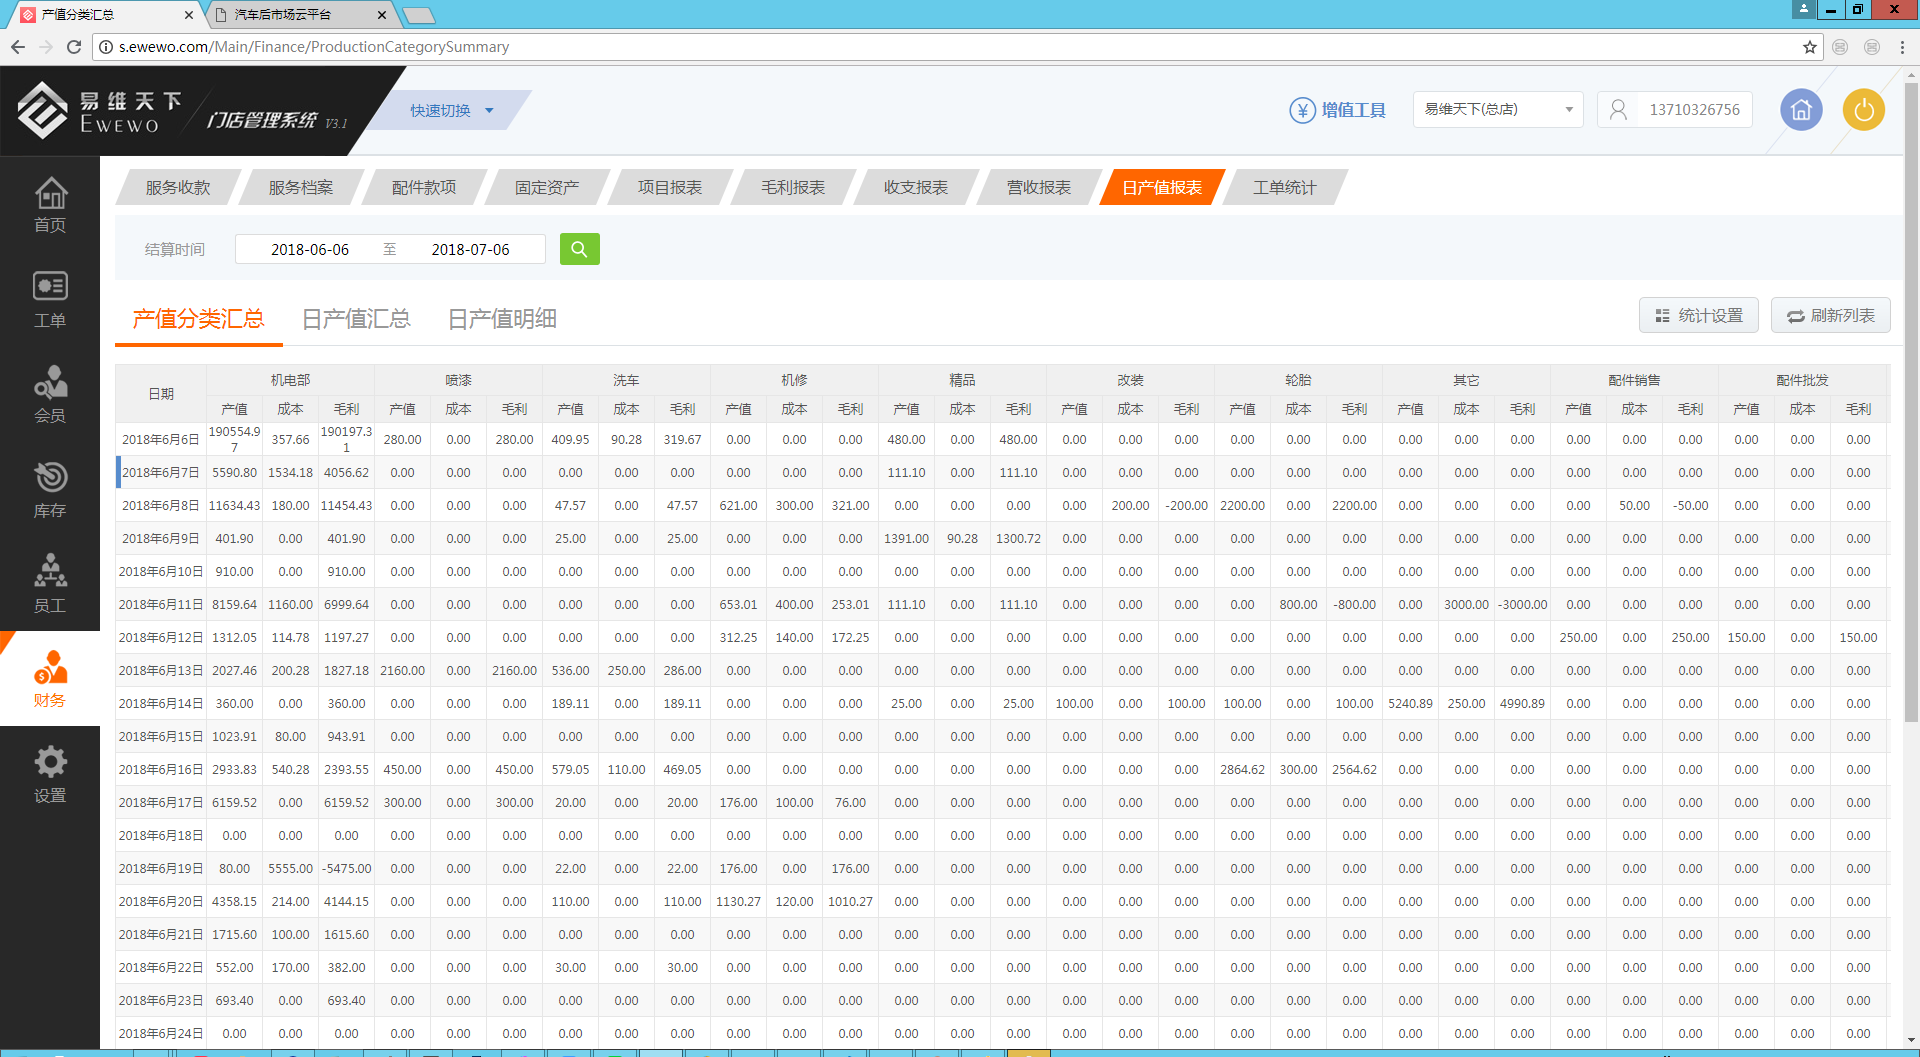 产值分类汇总
汽车后市场云平台
s.ewewo.com/Main/Finance/ProductionCategorySummary
易维天下
EWEWO
门店管理系统 V3.1
快速切换
增值工具
易维天下(总店)
13710326756
首页
工单
会员
库存
员工
财务
设置
服务收款 服务档案 配件款项 固定资产 项目报表 毛利报表 收支报表 营收报表 日产值报表 工单统计
结算时间 2018-06-06 至 2018-07-06
产值分类汇总 日产值汇总 日产值明细
统计设置 刷新列表
日期 机电部 喷漆 洗车 机修 精品 改装 轮胎 其它 配件销售 配件批发
产值 成本 毛利 产值 成本 毛利 产值 成本 毛利 产值 成本 毛利 产值 成本 毛利 产值 成本 毛利 产值 成本 毛利 产值 成本 毛利 产值 成本 毛利 产值 成本 毛利
2018年6月6日 190554.97 357.66 190197.31 280.00 0.00 280.00 409.95 90.28 319.67 0.00 0.00 0.00 480.00 0.00 480.00 0.00 0.00 0.00 0.00 0.00 0.00 0.00 0.00 0.00 0.00 0.00 0.00 0.00 0.00 0.00
2018年6月7日 5590.80 1534.18 4056.62 0.00 0.00 0.00 0.00 0.00 0.00 0.00 0.00 0.00 111.10 0.00 111.10 0.00 0.00 0.00 0.00 0.00 0.00 0.00 0.00 0.00 0.00 0.00 0.00 0.00 0.00 0.00
2018年6月8日 11634.43 180.00 11454.43 0.00 0.00 0.00 47.57 0.00 47.57 621.00 300.00 321.00 0.00 0.00 0.00 0.00 200.00 -200.00 2200.00 0.00 2200.00 0.00 0.00 0.00 0.00 50.00 -50.00 0.00 0.00 0.00
2018年6月9日 401.90 0.00 401.90 0.00 0.00 0.00 25.00 0.00 25.00 0.00 0.00 0.00 1391.00 90.28 1300.72 0.00 0.00 0.00 0.00 0.00 0.00 0.00 0.00 0.00 0.00 0.00 0.00 0.00 0.00 0.00
2018年6月10日 910.00 0.00 910.00 0.00 0.00 0.00 0.00 0.00 0.00 0.00 0.00 0.00 0.00 0.00 0.00 0.00 0.00 0.00 0.00 0.00 0.00 0.00 0.00 0.00 0.00 0.00 0.00 0.00 0.00 0.00
2018年6月11日 8159.64 1160.00 6999.64 0.00 0.00 0.00 0.00 0.00 0.00 653.01 400.00 253.01 111.10 0.00 111.10 0.00 0.00 0.00 0.00 800.00 -800.00 0.00 3000.00 -3000.00 0.00 0.00 0.00 0.00 0.00 0.00
2018年6月12日 1312.05 114.78 1197.27 0.00 0.00 0.00 0.00 0.00 0.00 312.25 140.00 172.25 0.00 0.00 0.00 0.00 0.00 0.00 0.00 0.00 0.00 0.00 0.00 0.00 250.00 0.00 250.00 150.00 0.00 150.00
2018年6月13日 2027.46 200.28 1827.18 2160.00 0.00 2160.00 536.00 250.00 286.00 0.00 0.00 0.00 0.00 0.00 0.00 0.00 0.00 0.00 0.00 0.00 0.00 0.00 0.00 0.00 0.00 0.00 0.00 0.00 0.00 0.00
2018年6月14日 360.00 0.00 360.00 0.00 0.00 0.00 189.11 0.00 189.11 0.00 0.00 0.00 25.00 0.00 25.00 100.00 0.00 100.00 100.00 0.00 100.00 5240.89 250.00 4990.89 0.00 0.00 0.00 0.00 0.00 0.00
2018年6月15日 1023.91 80.00 943.91 0.00 0.00 0.00 0.00 0.00 0.00 0.00 0.00 0.00 0.00 0.00 0.00 0.00 0.00 0.00 0.00 0.00 0.00 0.00 0.00 0.00 0.00 0.00 0.00 0.00 0.00 0.00
2018年6月16日 2933.83 540.28 2393.55 450.00 0.00 450.00 579.05 110.00 469.05 0.00 0.00 0.00 0.00 0.00 0.00 0.00 0.00 0.00 2864.62 300.00 2564.62 0.00 0.00 0.00 0.00 0.00 0.00 0.00 0.00 0.00
2018年6月17日 6159.52 0.00 6159.52 300.00 0.00 300.00 20.00 0.00 20.00 176.00 100.00 76.00 0.00 0.00 0.00 0.00 0.00 0.00 0.00 0.00 0.00 0.00 0.00 0.00 0.00 0.00 0.00 0.00 0.00 0.00
2018年6月18日 0.00 0.00 0.00 0.00 0.00 0.00 0.00 0.00 0.00 0.00 0.00 0.00 0.00 0.00 0.00 0.00 0.00 0.00 0.00 0.00 0.00 0.00 0.00 0.00 0.00 0.00 0.00 0.00 0.00 0.00
2018年6月19日 80.00 5555.00 -5475.00 0.00 0.00 0.00 22.00 0.00 22.00 176.00 0.00 176.00 0.00 0.00 0.00 0.00 0.00 0.00 0.00 0.00 0.00 0.00 0.00 0.00 0.00 0.00 0.00 0.00 0.00 0.00
2018年6月20日 4358.15 214.00 4144.15 0.00 0.00 0.00 110.00 0.00 110.00 1130.27 120.00 1010.27 0.00 0.00 0.00 0.00 0.00 0.00 0.00 0.00 0.00 0.00 0.00 0.00 0.00 0.00 0.00 0.00 0.00 0.00
2018年6月21日 1715.60 100.00 1615.60 0.00 0.00 0.00 0.00 0.00 0.00 0.00 0.00 0.00 0.00 0.00 0.00 0.00 0.00 0.00 0.00 0.00 0.00 0.00 0.00 0.00 0.00 0.00 0.00 0.00 0.00 0.00
2018年6月22日 552.00 170.00 382.00 0.00 0.00 0.00 30.00 0.00 30.00 0.00 0.00 0.00 0.00 0.00 0.00 0.00 0.00 0.00 0.00 0.00 0.00 0.00 0.00 0.00 0.00 0.00 0.00 0.00 0.00 0.00
2018年6月23日 693.40 0.00 693.40 0.00 0.00 0.00 0.00 0.00 0.00 0.00 0.00 0.00 0.00 0.00 0.00 0.00 0.00 0.00 0.00 0.00 0.00 0.00 0.00 0.00 0.00 0.00 0.00 0.00 0.00 0.00
2018年6月24日 0.00 0.00 0.00 0.00 0.00 0.00 0.00 0.00 0.00 0.00 0.00 0.00 0.00 0.00 0.00 0.00 0.00 0.00 0.00 0.00 0.00 0.00 0.00 0.00 0.00 0.00 0.00 0.00 0.00 0.00